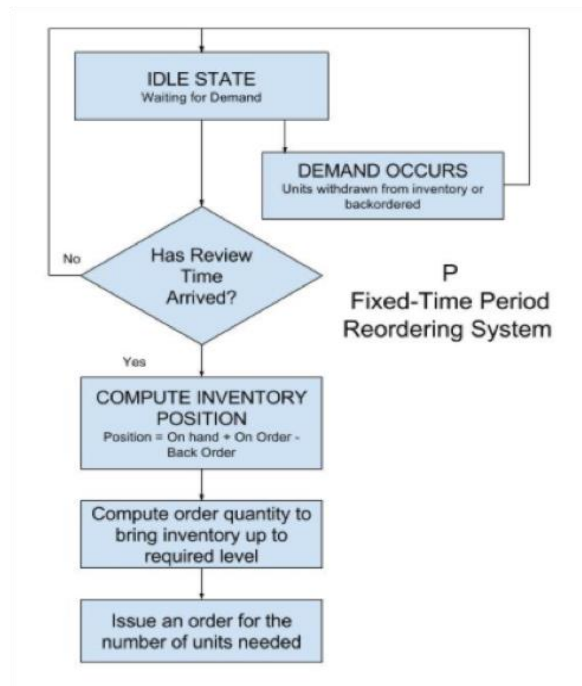 IDLE STATE
Waiting for Demand
DEMAND OCCURS
Units withdrawn from inventory or
backordered
No
Has Review
Time
Arrived?
P
Fixed-Time Period
Reordering System
Yes
COMPUTE INVENTORY
POSITION
Position = On hand + On Order -
Back Order
Compute order quantity to
bring inventory up to
required level
Issue an order for the
number of units needed